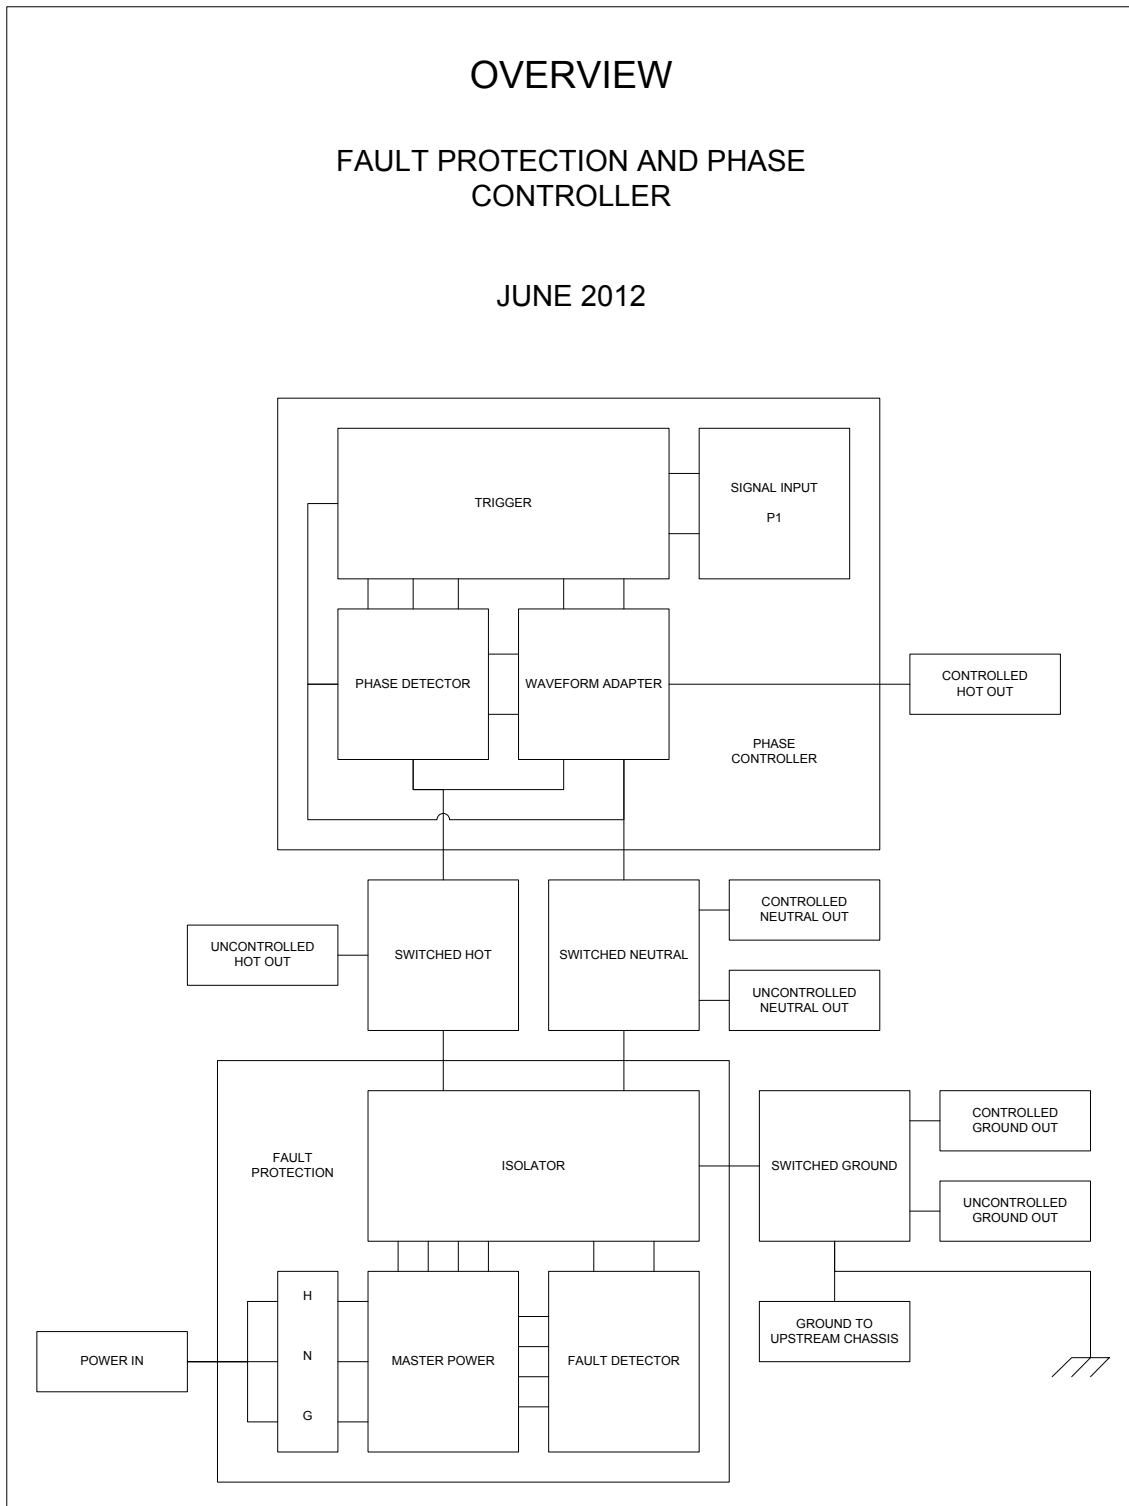 OVERVIEW
FAULT PROTECTION AND PHASE
CONTROLLER
JUNE 2012
TRIGGER
SIGNAL INPUT
P1
PHASE DETECTOR
WAVEFORM ADAPTER
CONTROLLED
HOT OUT
PHASE
CONTROLLER
UNCONTROLLED
HOT OUT
SWITCHED HOT
SWITCHED NEUTRAL
CONTROLLED
NEUTRAL OUT
UNCONTROLLED
NEUTRAL OUT
FAULT
PROTECTION
ISOLATOR
SWITCHED GROUND
CONTROLLED
GROUND OUT
UNCONTROLLED
GROUND OUT
POWER IN
H
N
G
MASTER POWER
FAULT DETECTOR
GROUND TO
UPSTREAM CHASSIS